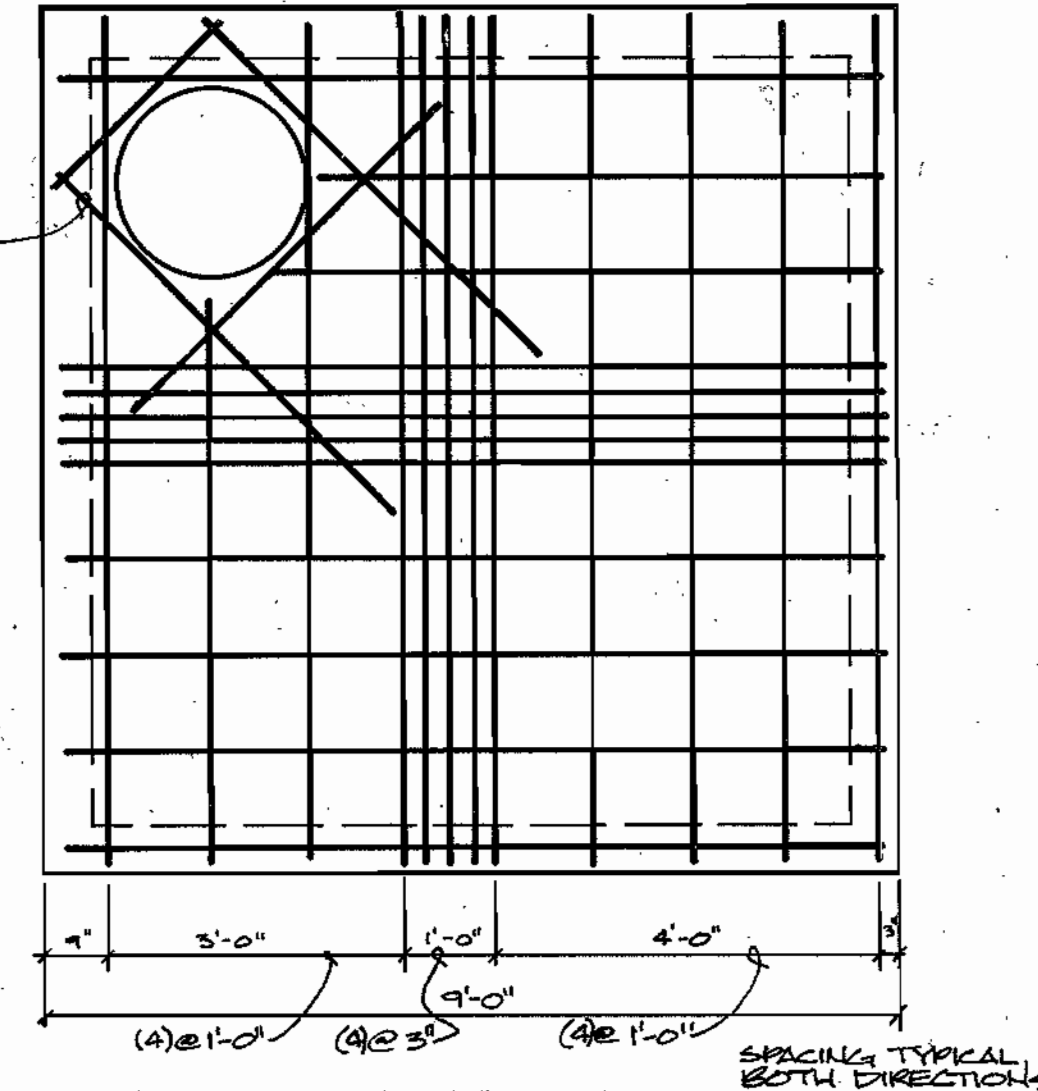 9" 3'-0" 1'-0" 4'-0" 3"
9'-0"
(4)@ 1'-0" (4)@ 3" (4)@ 1'-0"
SPACING TYPICAL
BOTH DIRECTIONS